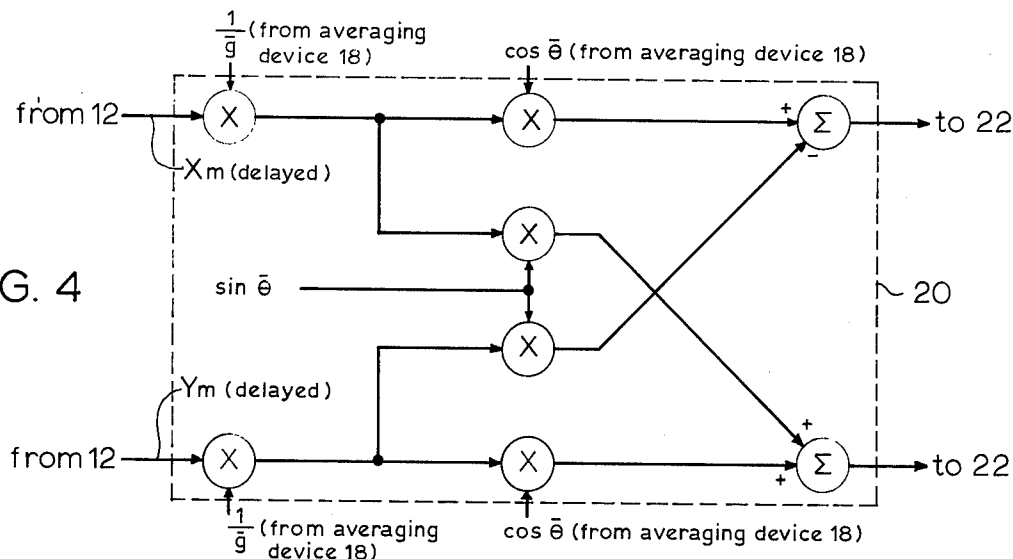 1/ḡ (from averaging
device 18)
cos θ̄ (from averaging device 18)
from 12
X
X
+
Σ
to 22
-
Xm (delayed)
X
G. 4
sin θ̄
20
X
Ym (delayed)
+
from 12
X
X
+
Σ
to 22
1/ḡ (from averaging
device 18)
cos θ̄ (from averaging device 18)